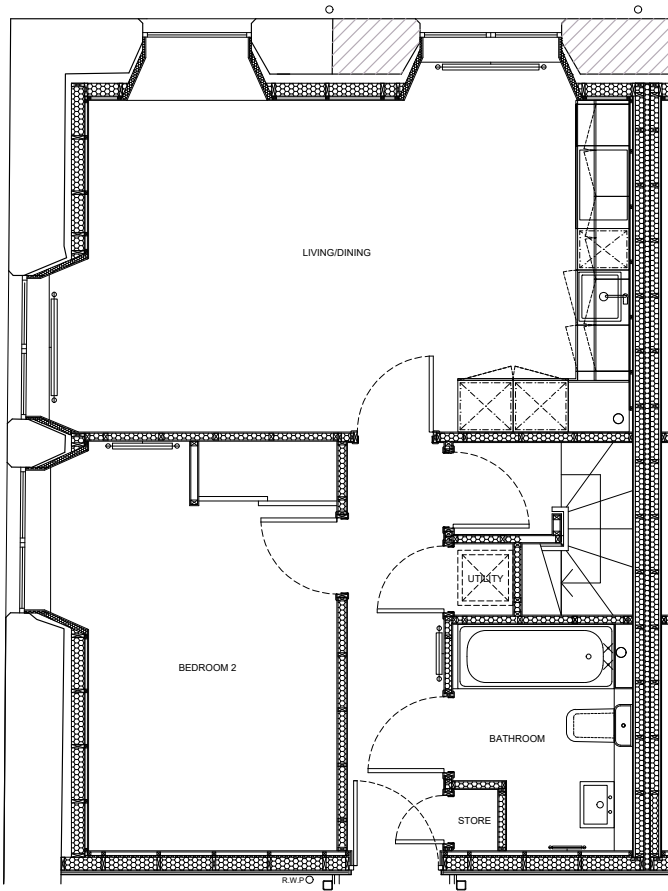 LIVING/DINING
UTILITY
BEDROOM 2
BATHROOM
STORE
R.W.P